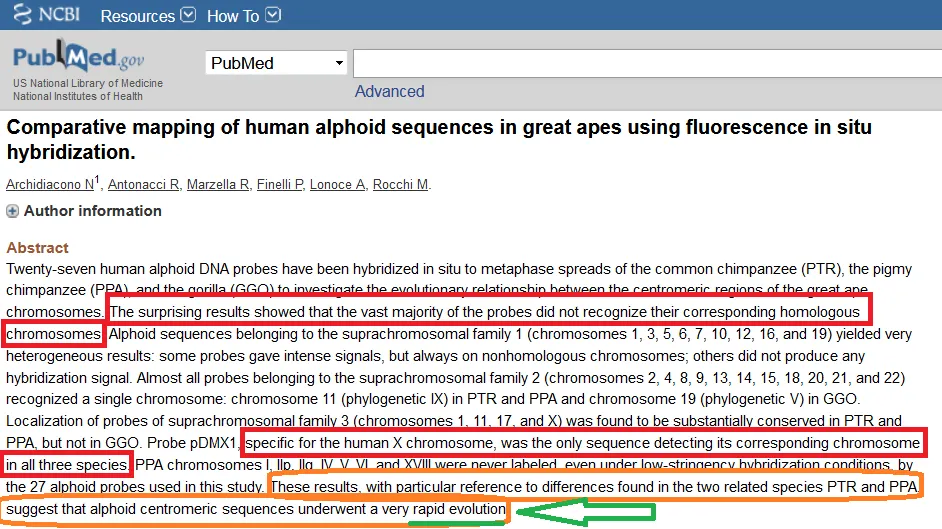 NCBI Resources How To
PubMed.gov
US National Library of Medicine
National Institutes of Health
PubMed
Advanced
Comparative mapping of human alphoid sequences in great apes using fluorescence in situ
hybridization.
Archidiacono N1, Antonacci R, Marzella R, Finelli P, Lonoce A, Rocchi M.
Author information
Abstract
Twenty-seven human alphoid DNA probes have been hybridized in situ to metaphase spreads of the common chimpanzee (PTR), the pigmy
chimpanzee (PPA), and the gorilla (GGO) to investigate the evolutionary relationship between the centromeric regions of the great ape
chromosomes. The surprising results showed that the vast majority of the probes did not recognize their corresponding homologous
chromosomes. Alphoid sequences belonging to the suprachromosomal family 1 (chromosomes 1, 3, 5, 6, 7, 10, 12, 16, and 19) yielded very
heterogeneous results: some probes gave intense signals, but always on nonhomologous chromosomes; others did not produce any
hybridization signal. Almost all probes belonging to the suprachromosomal family 2 (chromosomes 2, 4, 8, 9, 13, 14, 15, 18, 20, 21, and 22)
recognized a single chromosome: chromosome 11 (phylogenetic IX) in PTR and PPA and chromosome 19 (phylogenetic V) in GGO.
Localization of probes of suprachromosomal family 3 (chromosomes 1, 11, 17, and X) was found to be substantially conserved in PTR and
PPA, but not in GGO. Probe pDMX1, specific for the human X chromosome, was the only sequence detecting its corresponding chromosome
in all three species. PPA chromosomes I, IIp, IIq, IV, V, VI, and XVIII were never labeled, even under low-stringency hybridization conditions, by
the 27 alphoid probes used in this study. These results, with particular reference to differences found in the two related species PTR and PPA
suggest that alphoid centromeric sequences underwent a very rapid evolution